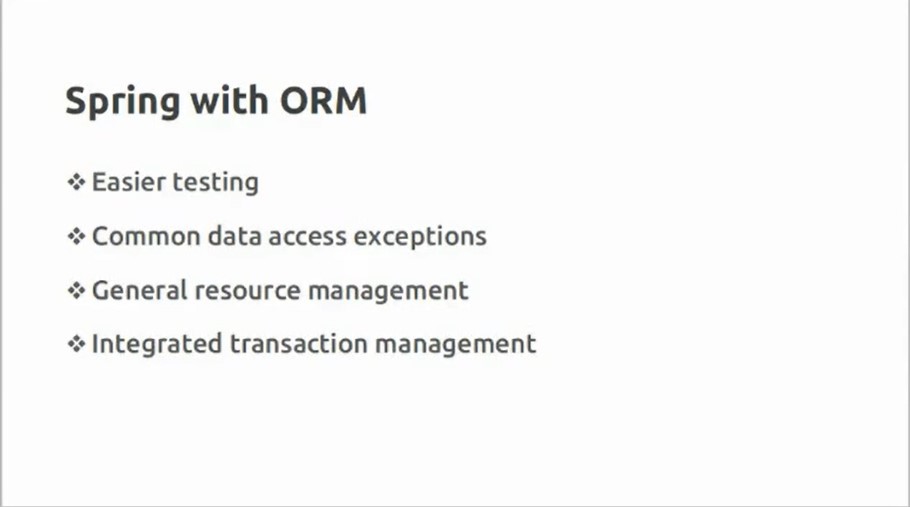 Spring with ORM
❖ Easier testing
❖ Common data access exceptions
❖ General resource management
❖ Integrated transaction management